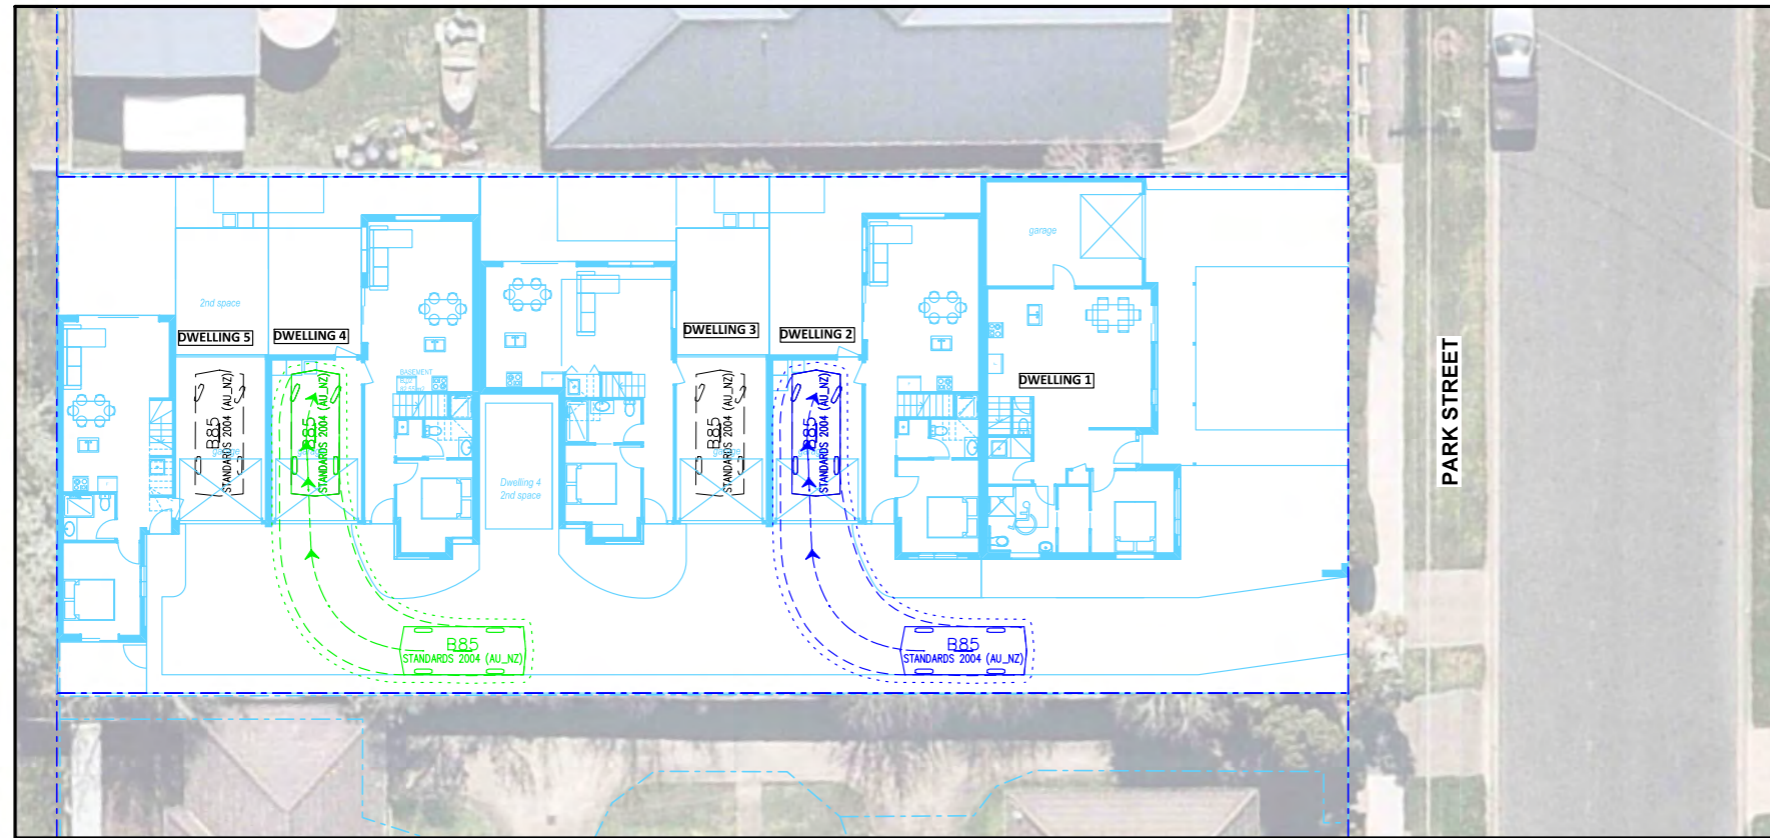 garage
2nd space
DWELLING 5
DWELLING 4
DWELLING 3
DWELLING 2
DWELLING 1
BASEMENT
B85
STANDARDS 2004 (AU_NZ)
B85
STANDARDS 2004 (AU_NZ)
B85
STANDARDS 2004 (AU_NZ)
B85
STANDARDS 2004 (AU_NZ)
Dwelling 4
2nd space
B85
STANDARDS 2004 (AU_NZ)
B85
STANDARDS 2004 (AU_NZ)
PARK STREET